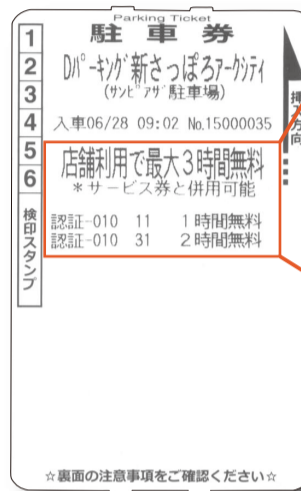 Parking Ticket
駐車券
Dパーキング新さっぽろアークシティ
(サンピアザ駐車場)
入車06/28 09:02 No.15000035
店舗利用で最大3時間無料
*サービス券と併用可能
認証-010 11 1時間無料
認証-010 31 2時間無料
☆裏面の注意事項をご確認ください☆
1
2
3
4
5
6
検印スタンプ
挿入方向